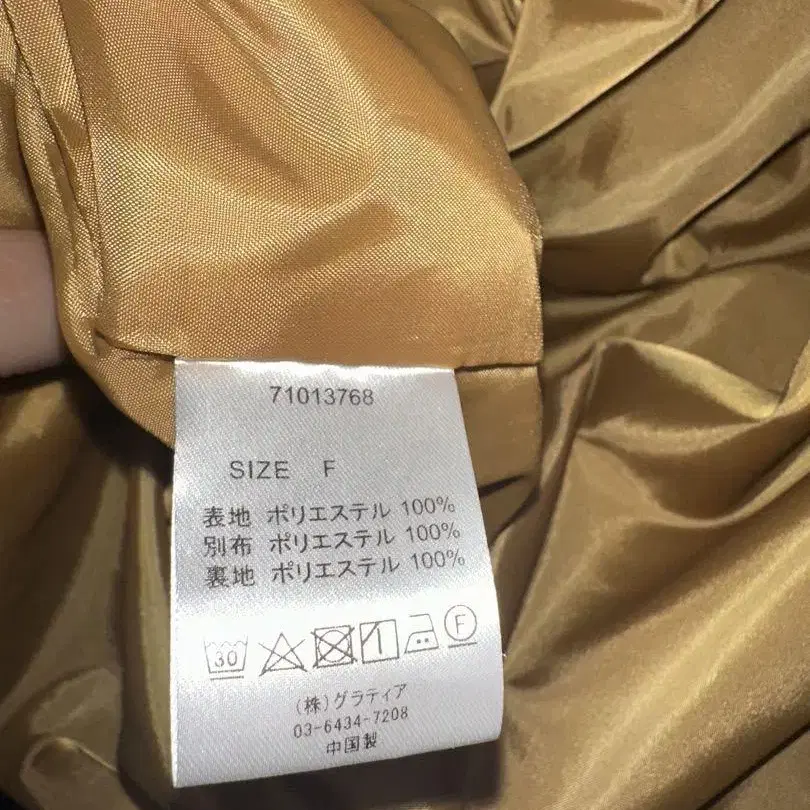 71013768
SIZE F
表地 ポリエステル 100%
別布 ポリエステル 100%
裏地 ポリエステル 100%
30 F
(株)グラティア
03-6434-7208
中国製